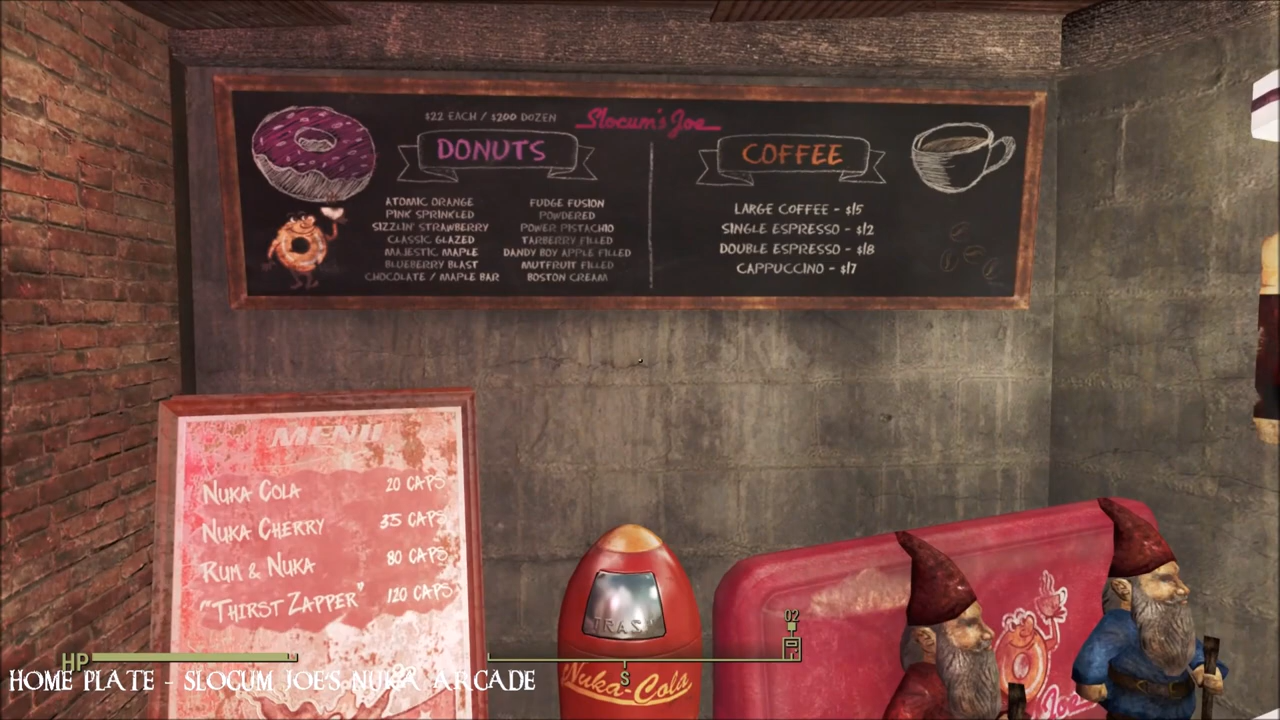 $22 EACH / $200 DOZEN
Slocum's Joe
DONUTS
ATOMIC ORANGE
PINK SPRINKLED
SIZZLIN' STRAWBERRY
CLASSIC GLAZED
MAJESTIC MAPLE
BLUEBERRY BLAST
CHOCOLATE / MAPLE BAR
FUDGE FUSION
POWDERED
POWER PISTACHIO
TARBERRY FILLED
DANDY BOY APPLE FILLED
MUTFRUIT FILLED
BOSTON CREAM
COFFEE
LARGE COFFEE - $15
SINGLE ESPRESSO - $12
DOUBLE ESPRESSO - $18
CAPPUCCINO - $17
MENU
NUKA COLA 20 CAPS
NUKA CHERRY 35 CAPS
RUM & NUKA 80 CAPS
"THIRST ZAPPER" 120 CAPS
TRASH
Nuka-Cola
Joe
02
HP
S
HOME PLATE - SLOCUM JOE'S NUKA ARCADE